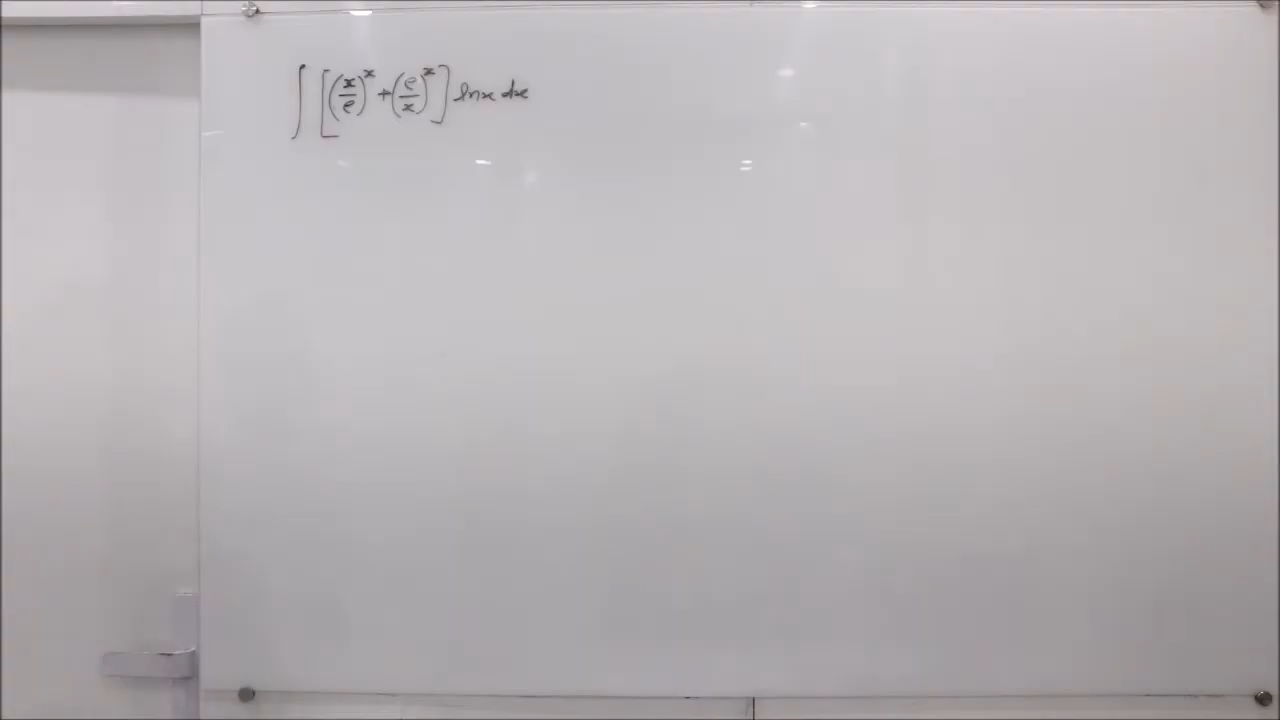 ∫ [(x/e)^x + (e/x)^x] ln x dx